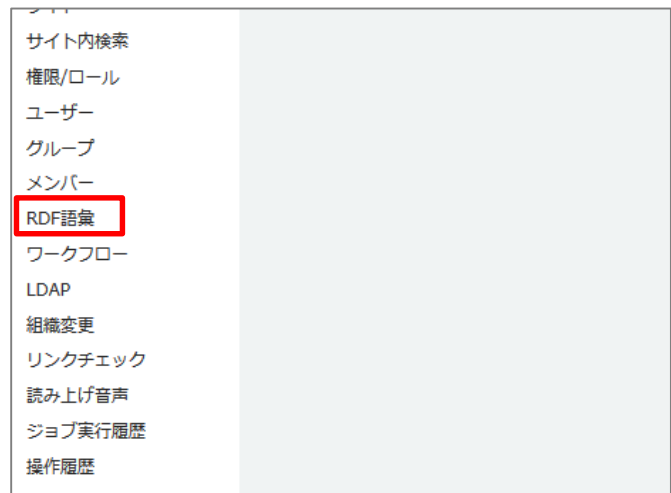 サイト内検索
権限/ロール
ユーザー
グループ
メンバー
RDF語彙
ワークフロー
LDAP
組織変更
リンクチェック
読み上げ音声
ジョブ実行履歴
操作履歴